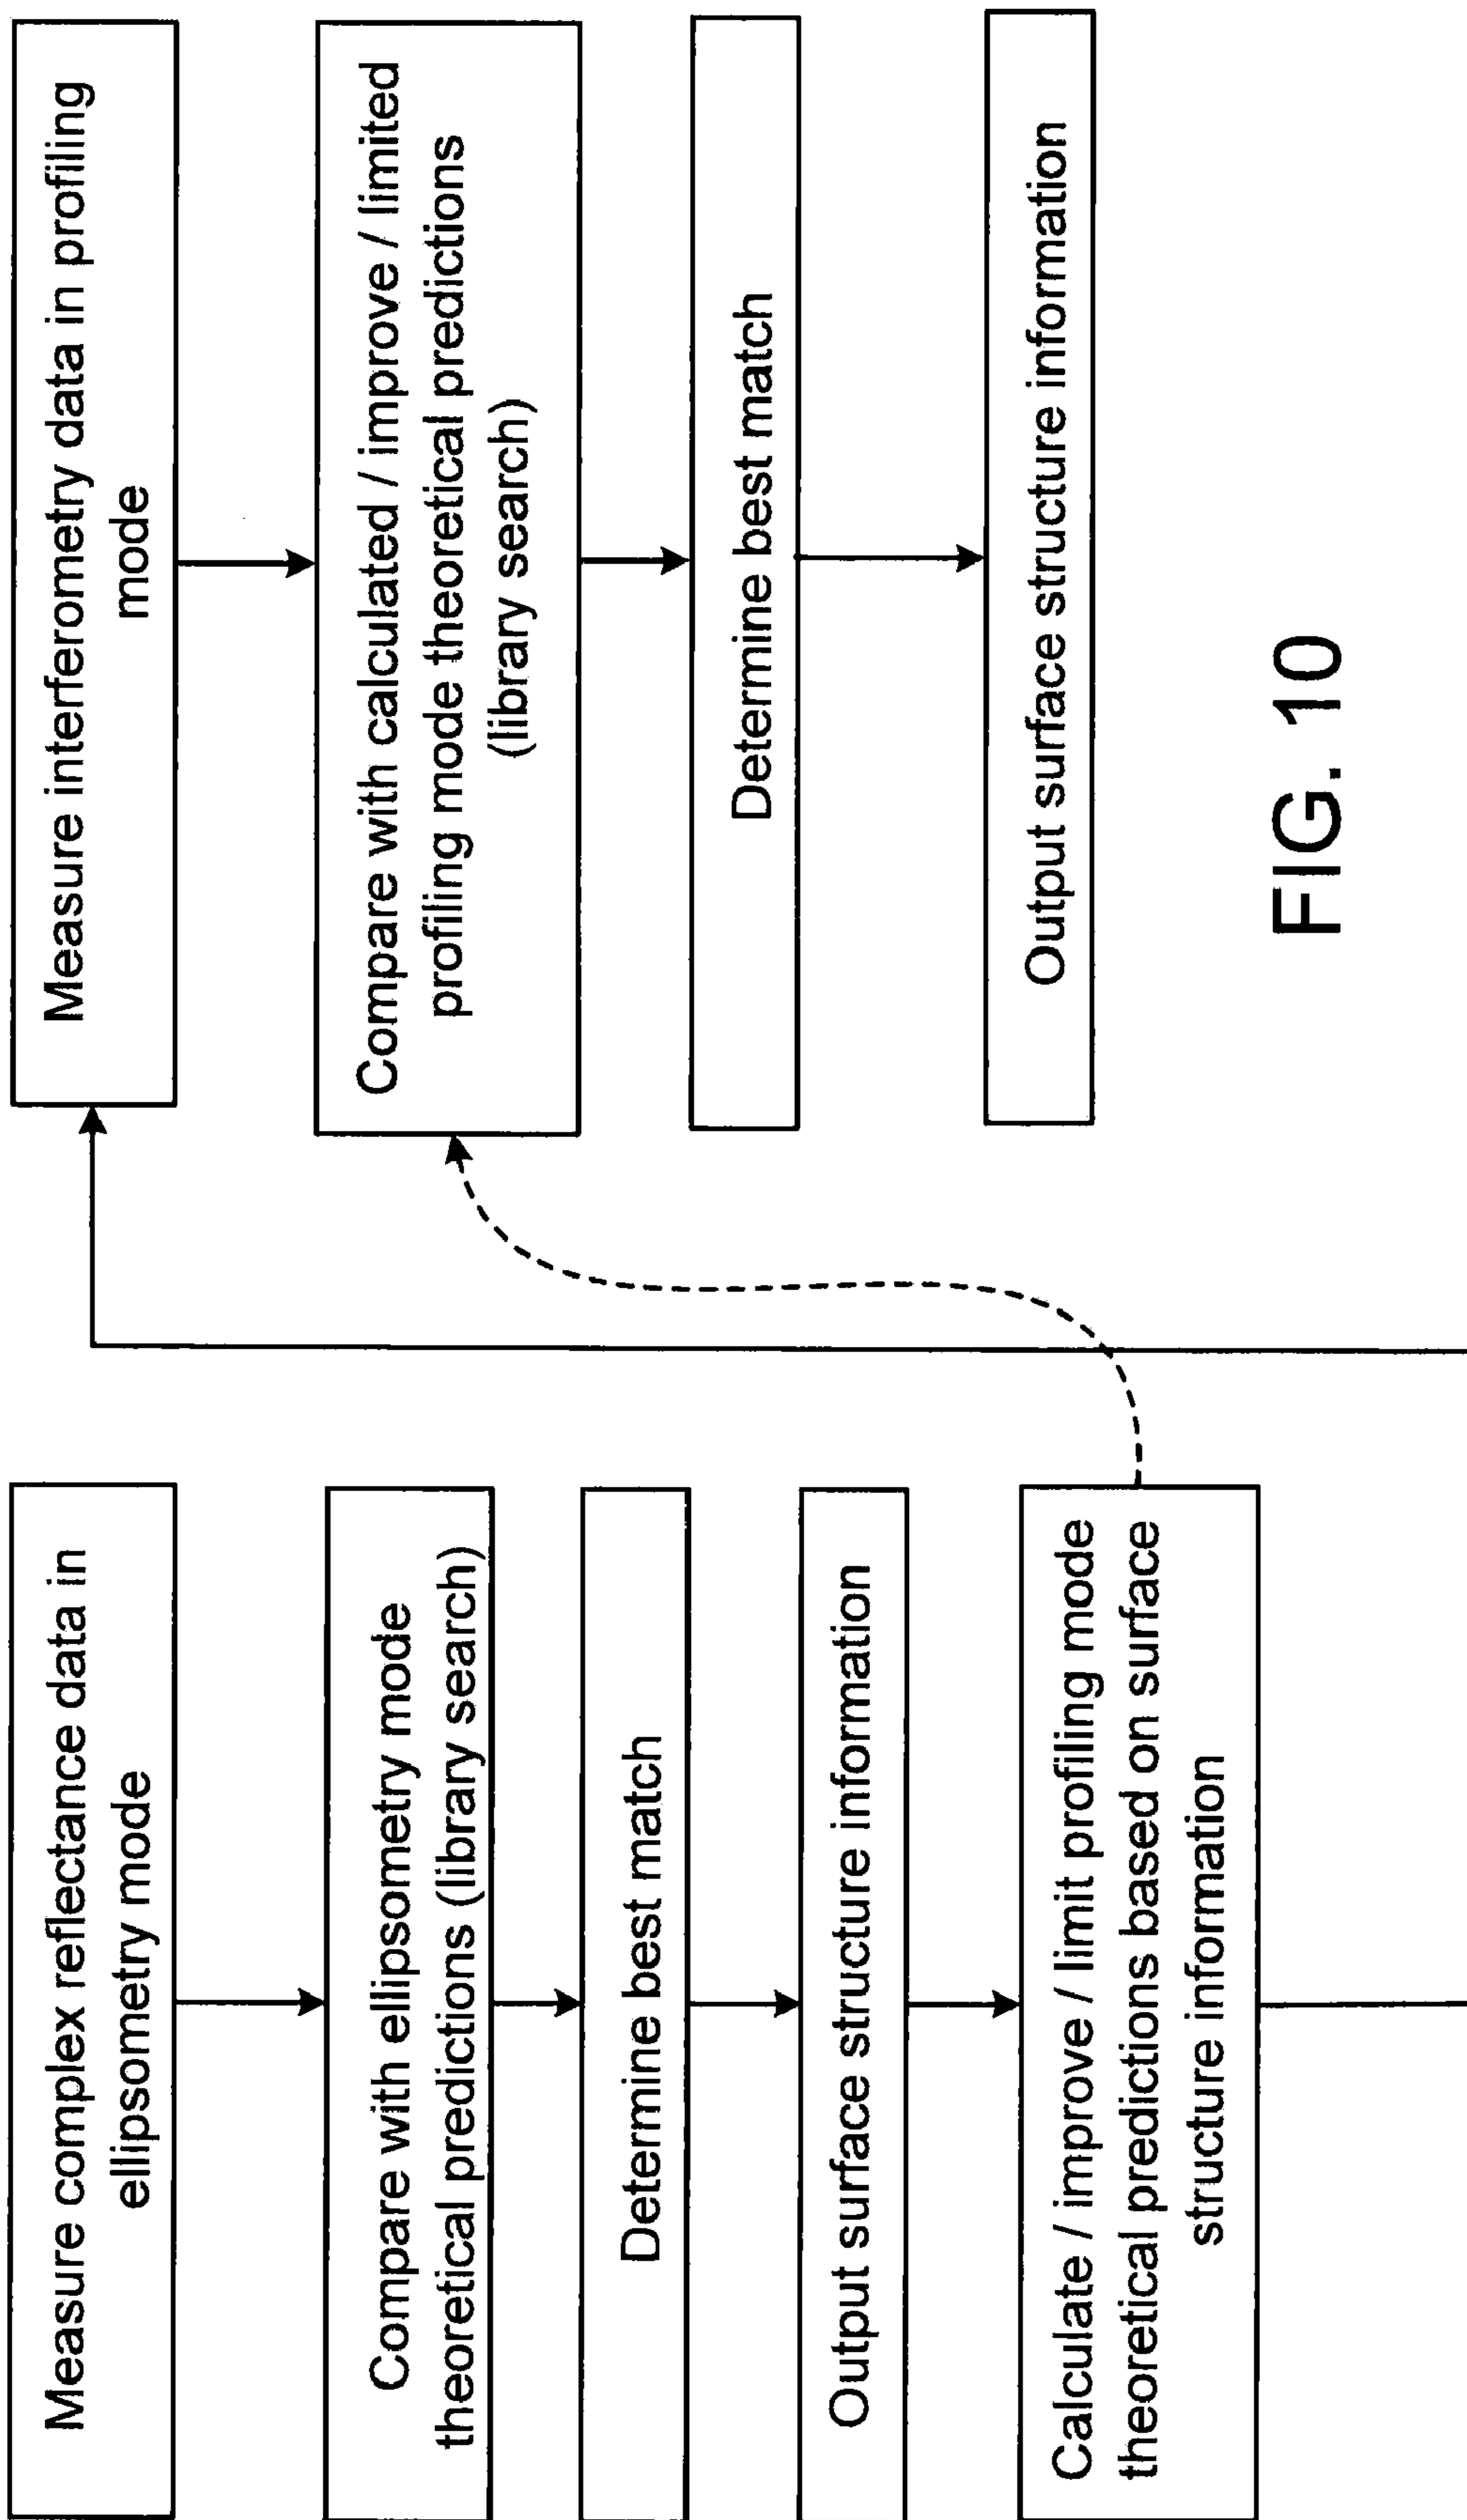 Measure complex reflectance data in
ellipsometry mode
Compare with ellipsometry mode
theoretical predictions (library search)
Determine best match
Output surface structure information
Calculate / improve / limit profiling mode
theoretical predictions based on surface
structure information
Measure interferometry data in profiling
mode
Compare with calculated / improve / limited
profiling mode theoretical predictions
(library search)
Determine best match
Output surface structure information
FIG. 10